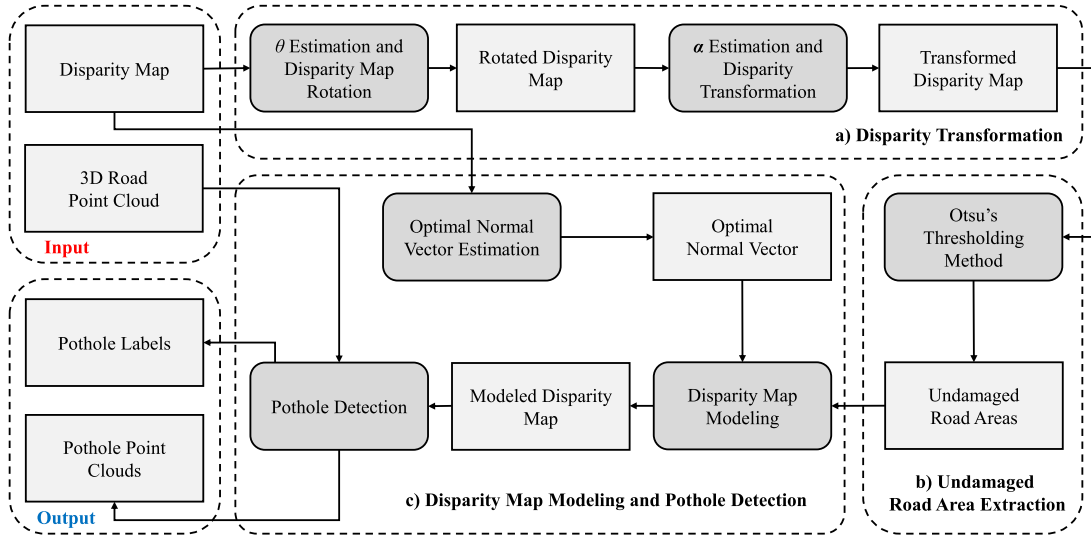 Disparity Map
3D Road
Point Cloud
Input
θ Estimation and
Disparity Map
Rotation
Rotated Disparity
Map
α Estimation and
Disparity
Transformation
Transformed
Disparity Map
a) Disparity Transformation
Optimal Normal
Vector Estimation
Optimal
Normal Vector
Otsu's
Thresholding
Method
Pothole Labels
Pothole Point
Clouds
Output
Pothole Detection
Modeled Disparity
Map
Disparity Map
Modeling
Undamaged
Road Areas
c) Disparity Map Modeling and Pothole Detection
b) Undamaged
Road Area Extraction